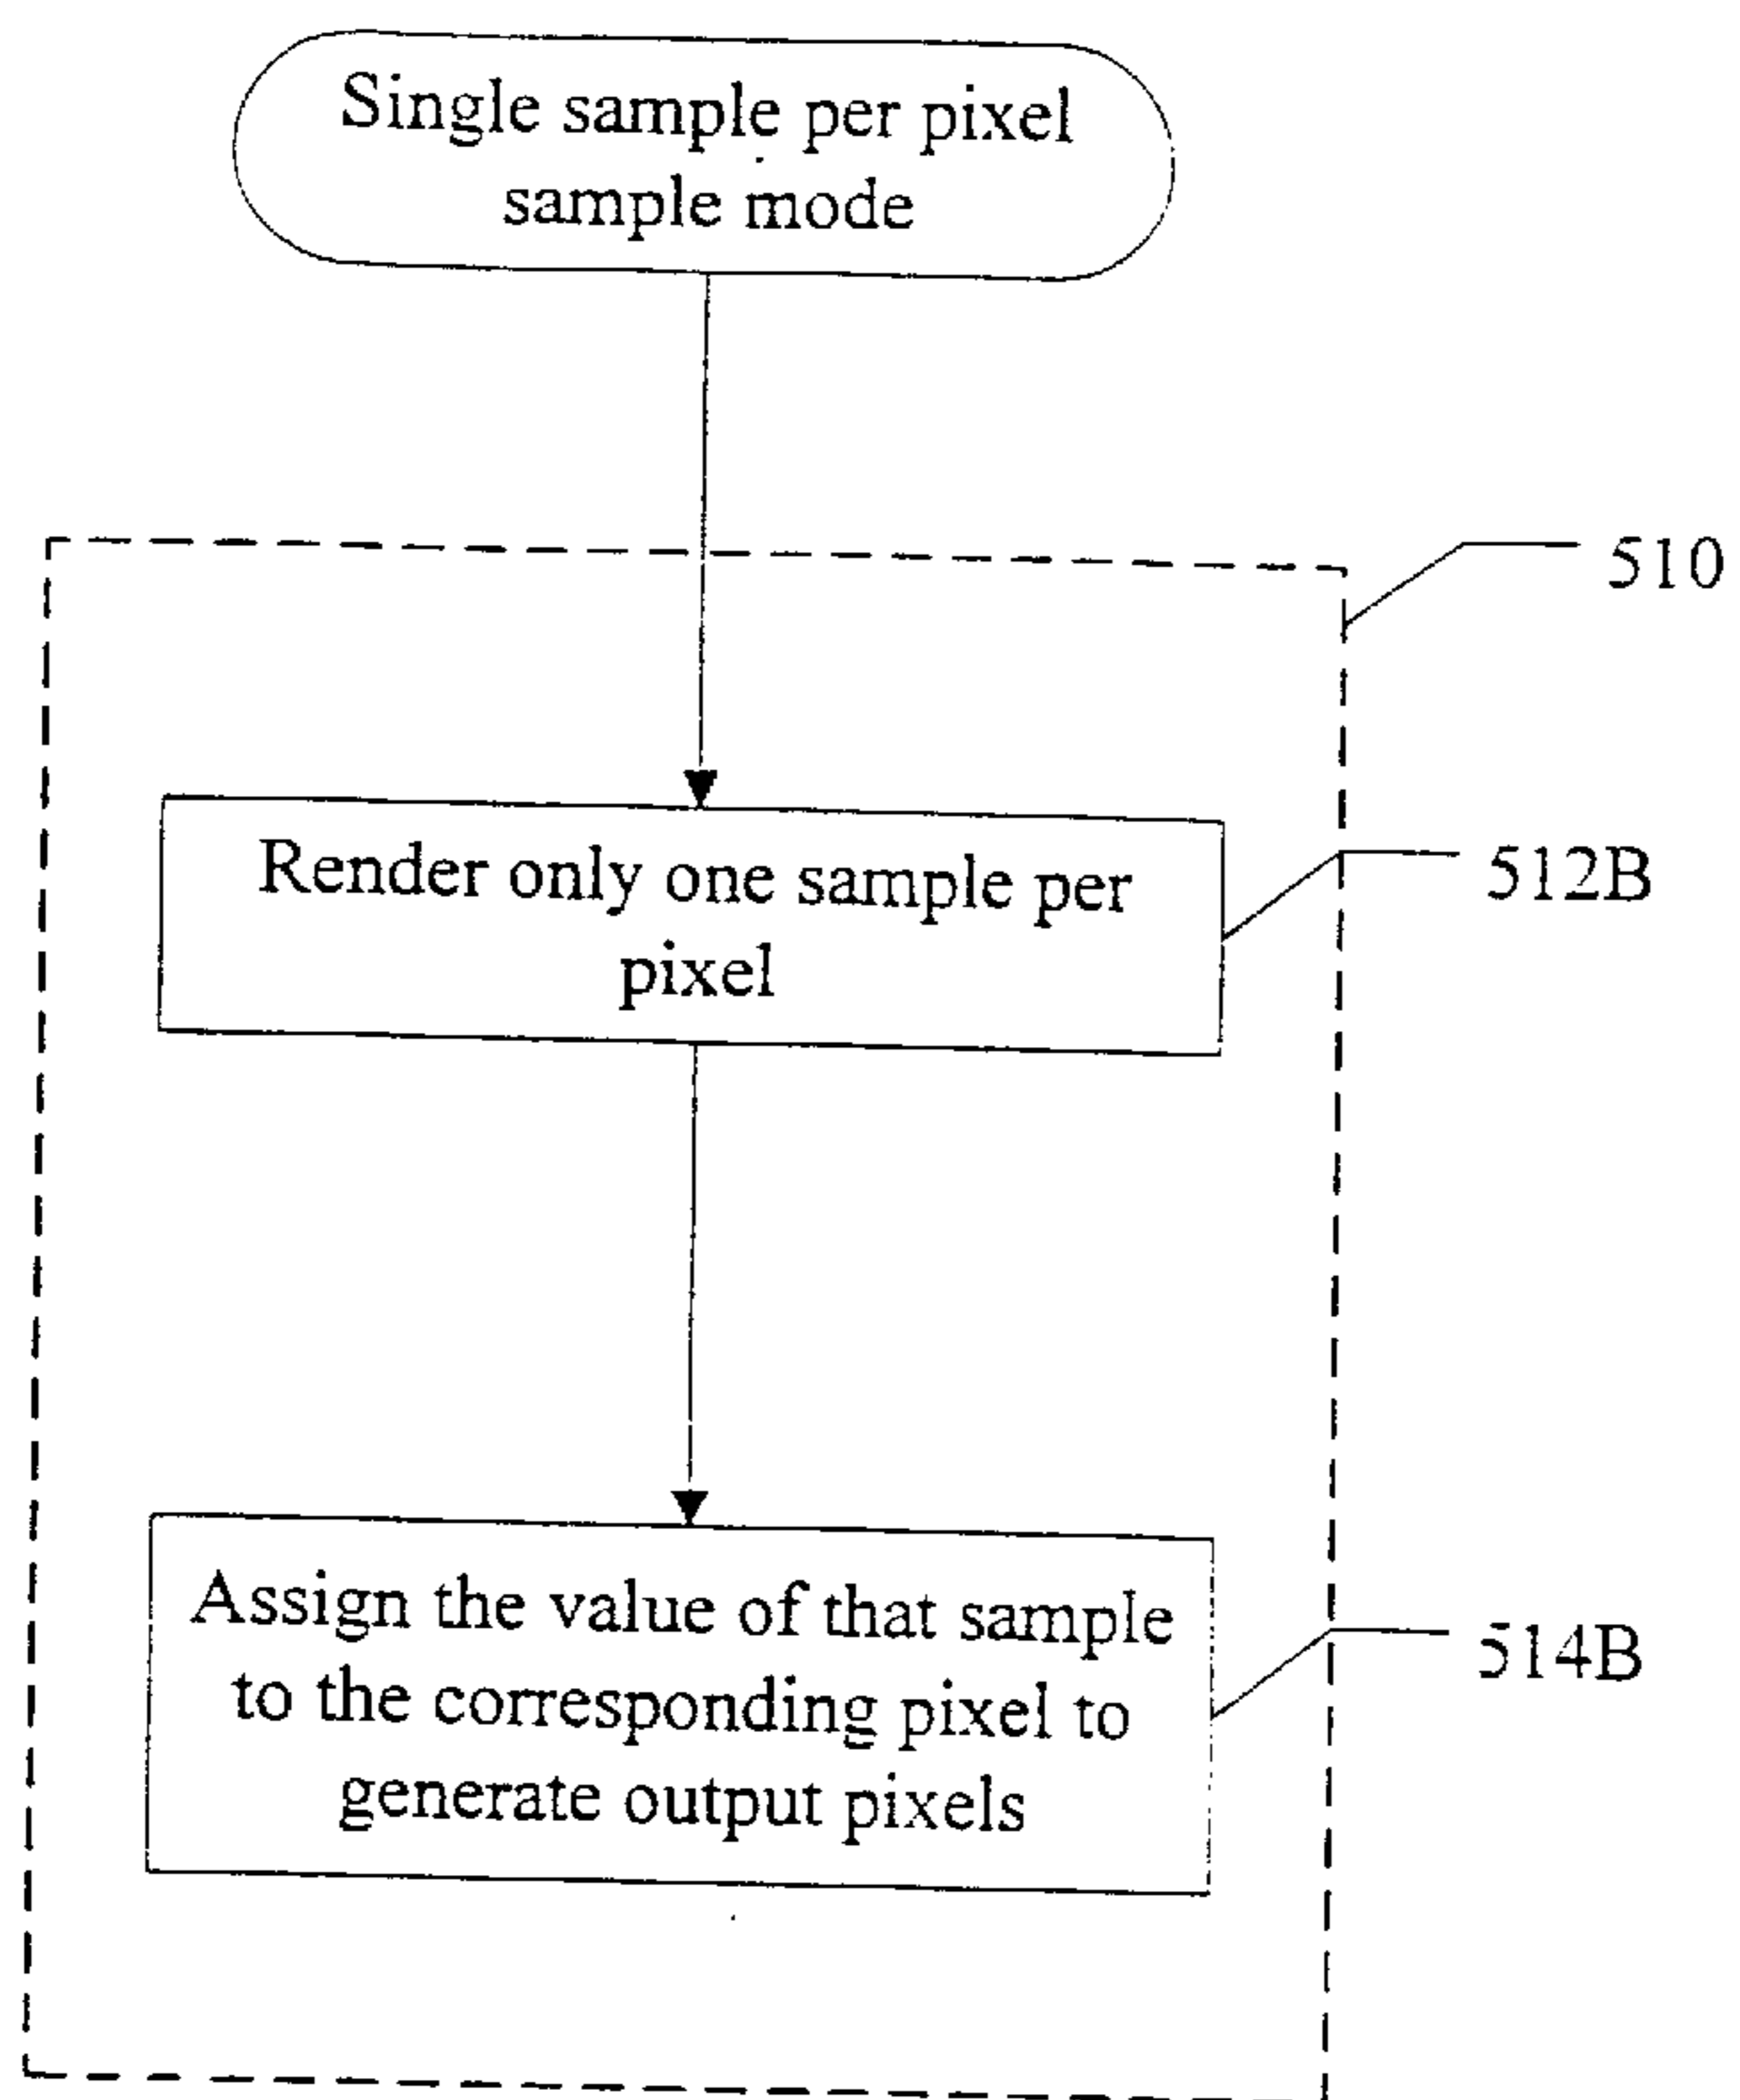 Single sample per pixel
sample mode
510
Render only one sample per
pixel
512B
Assign the value of that sample
to the corresponding pixel to
generate output pixels
514B